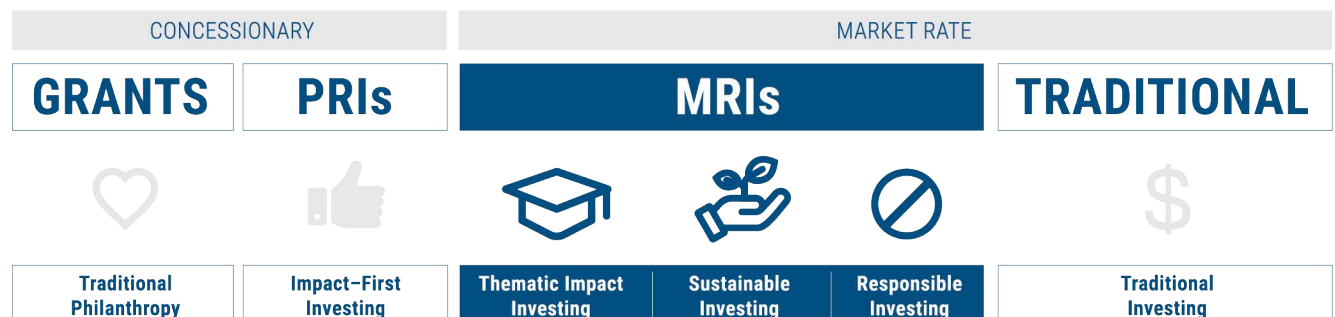 CONCESSIONARY
MARKET RATE
GRANTS
PRIs
MRIs
TRADITIONAL
$
Traditional
Philanthropy
Impact–First
Investing
Thematic Impact
Investing
Sustainable
Investing
Responsible
Investing
Traditional
Investing